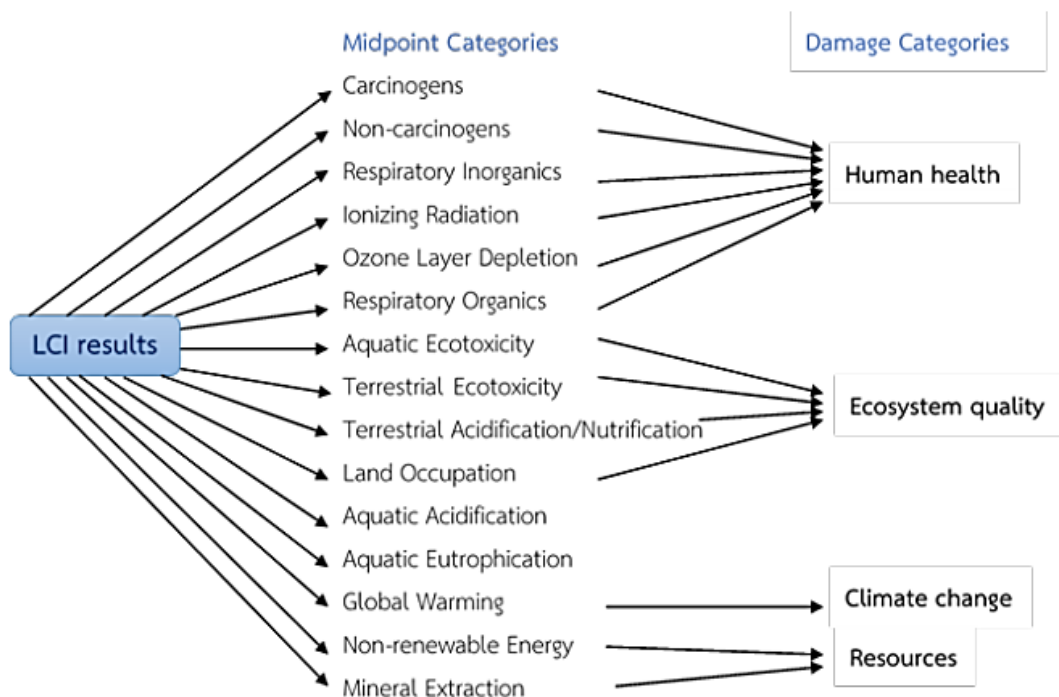 Midpoint Categories
Damage Categories
Carcinogens
Non-carcinogens
Respiratory Inorganics
Human health
Ionizing Radiation
Ozone Layer Depletion
Respiratory Organics
LCI results
Aquatic Ecotoxicity
Terrestrial Ecotoxicity
Ecosystem quality
Terrestrial Acidification/Nutrification
Land Occupation
Aquatic Acidification
Aquatic Eutrophication
Global Warming
Climate change
Non-renewable Energy
Resources
Mineral Extraction